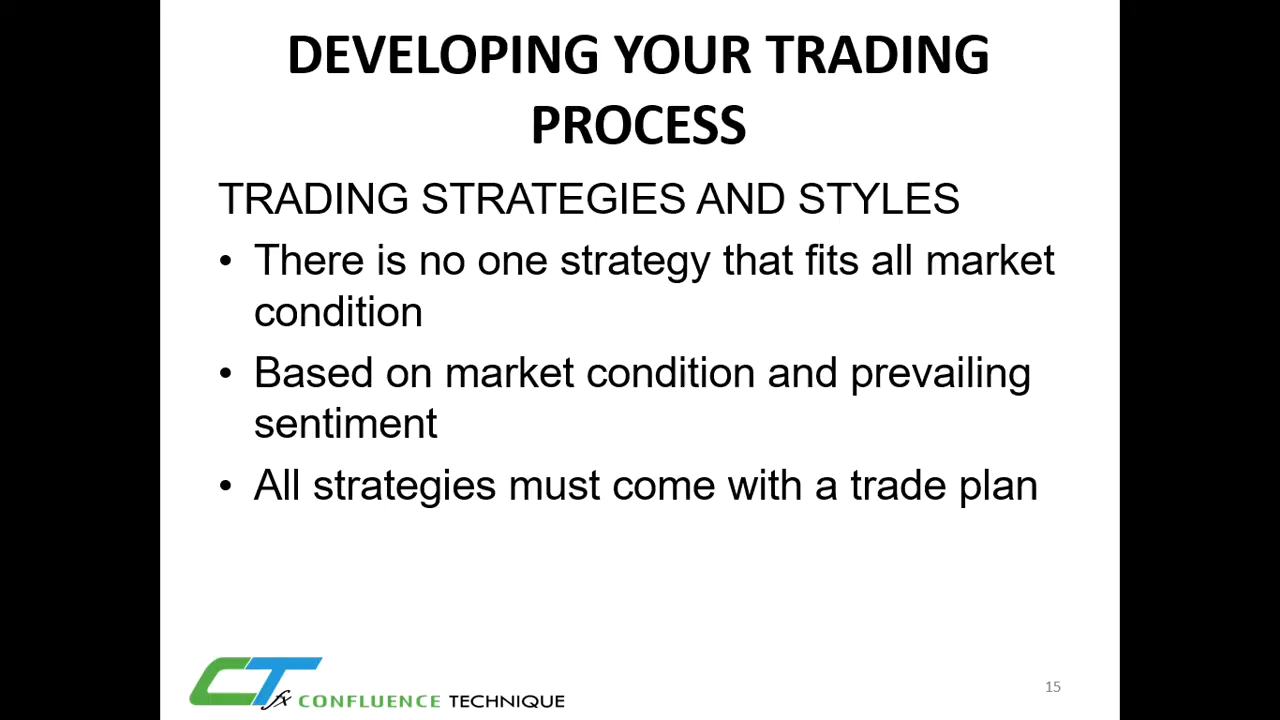 DEVELOPING YOUR TRADING
PROCESS
TRADING STRATEGIES AND STYLES
• There is no one strategy that fits all market
condition
• Based on market condition and prevailing
sentiment
• All strategies must come with a trade plan
CT fx CONFLUENCE TECHNIQUE
15